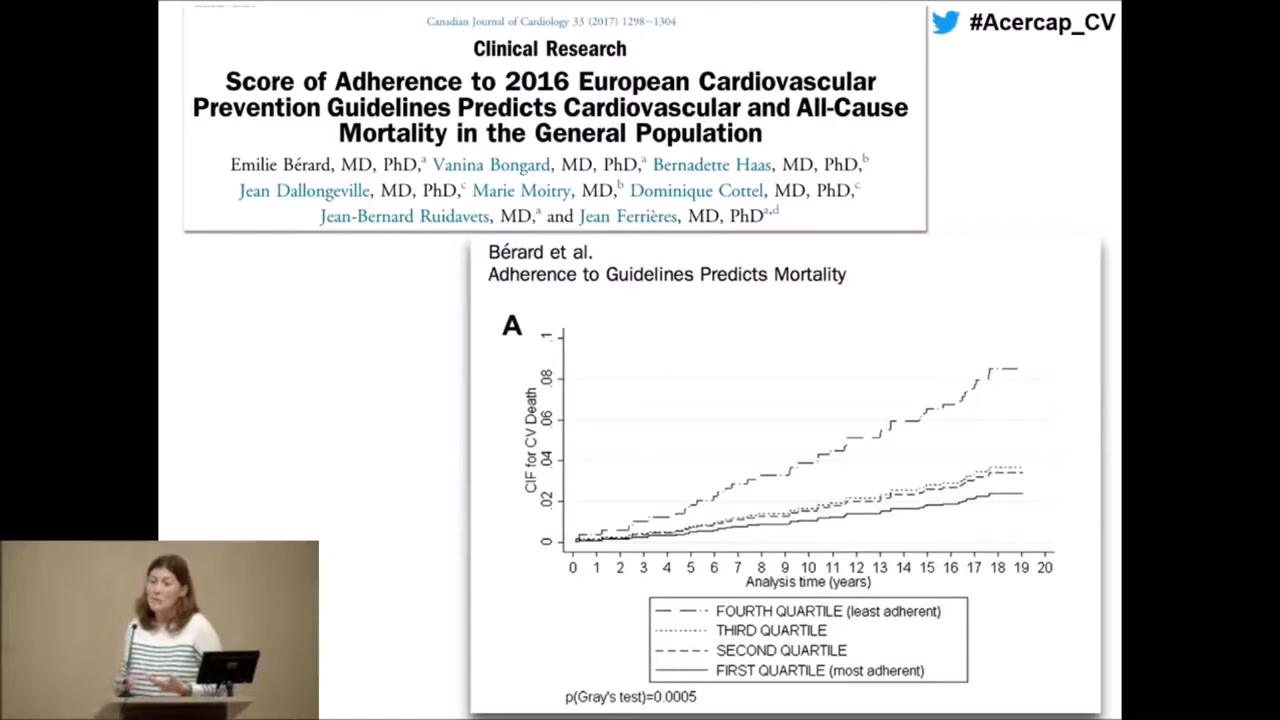 Canadian Journal of Cardiology 33 (2017) 1298–1304
#Acercap_CV
Clinical Research
Score of Adherence to 2016 European Cardiovascular
Prevention Guidelines Predicts Cardiovascular and All-Cause
Mortality in the General Population
Emilie Bérard, MD, PhD,ᵃ Vanina Bongard, MD, PhD,ᵃ Bernadette Haas, MD, PhD,ᵇ
Jean Dallongeville, MD, PhD,ᶜ Marie Moitry, MD,ᵇ Dominique Cottel, MD, PhD,ᶜ
Jean-Bernard Ruidavets, MD,ᵃ and Jean Ferrières, MD, PhDᵃ,ᵈ
Bérard et al.
Adherence to Guidelines Predicts Mortality
A
CIF for CV Death
.1
.08
.06
.04
.02
0
0 1 2 3 4 5 6 7 8 9 10 11 12 13 14 15 16 17 18 19 20
Analysis time (years)
FOURTH QUARTILE (least adherent)
THIRD QUARTILE
SECOND QUARTILE
FIRST QUARTILE (most adherent)
p(Gray's test)=0.0005